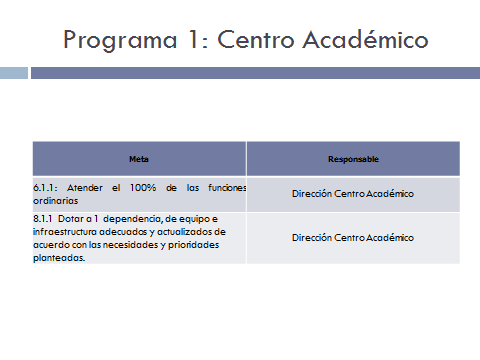 Programa 1: Centro Académico
Meta
Responsable
6.1.1: Atender el 100% de las funciones
ordinarias
Dirección Centro Académico
8.1.1 Dotar a 1 dependencia, de equipo e
infraestructura adecuados y actualizados de
acuerdo con las necesidades y prioridades
planteadas.
Dirección Centro Académico